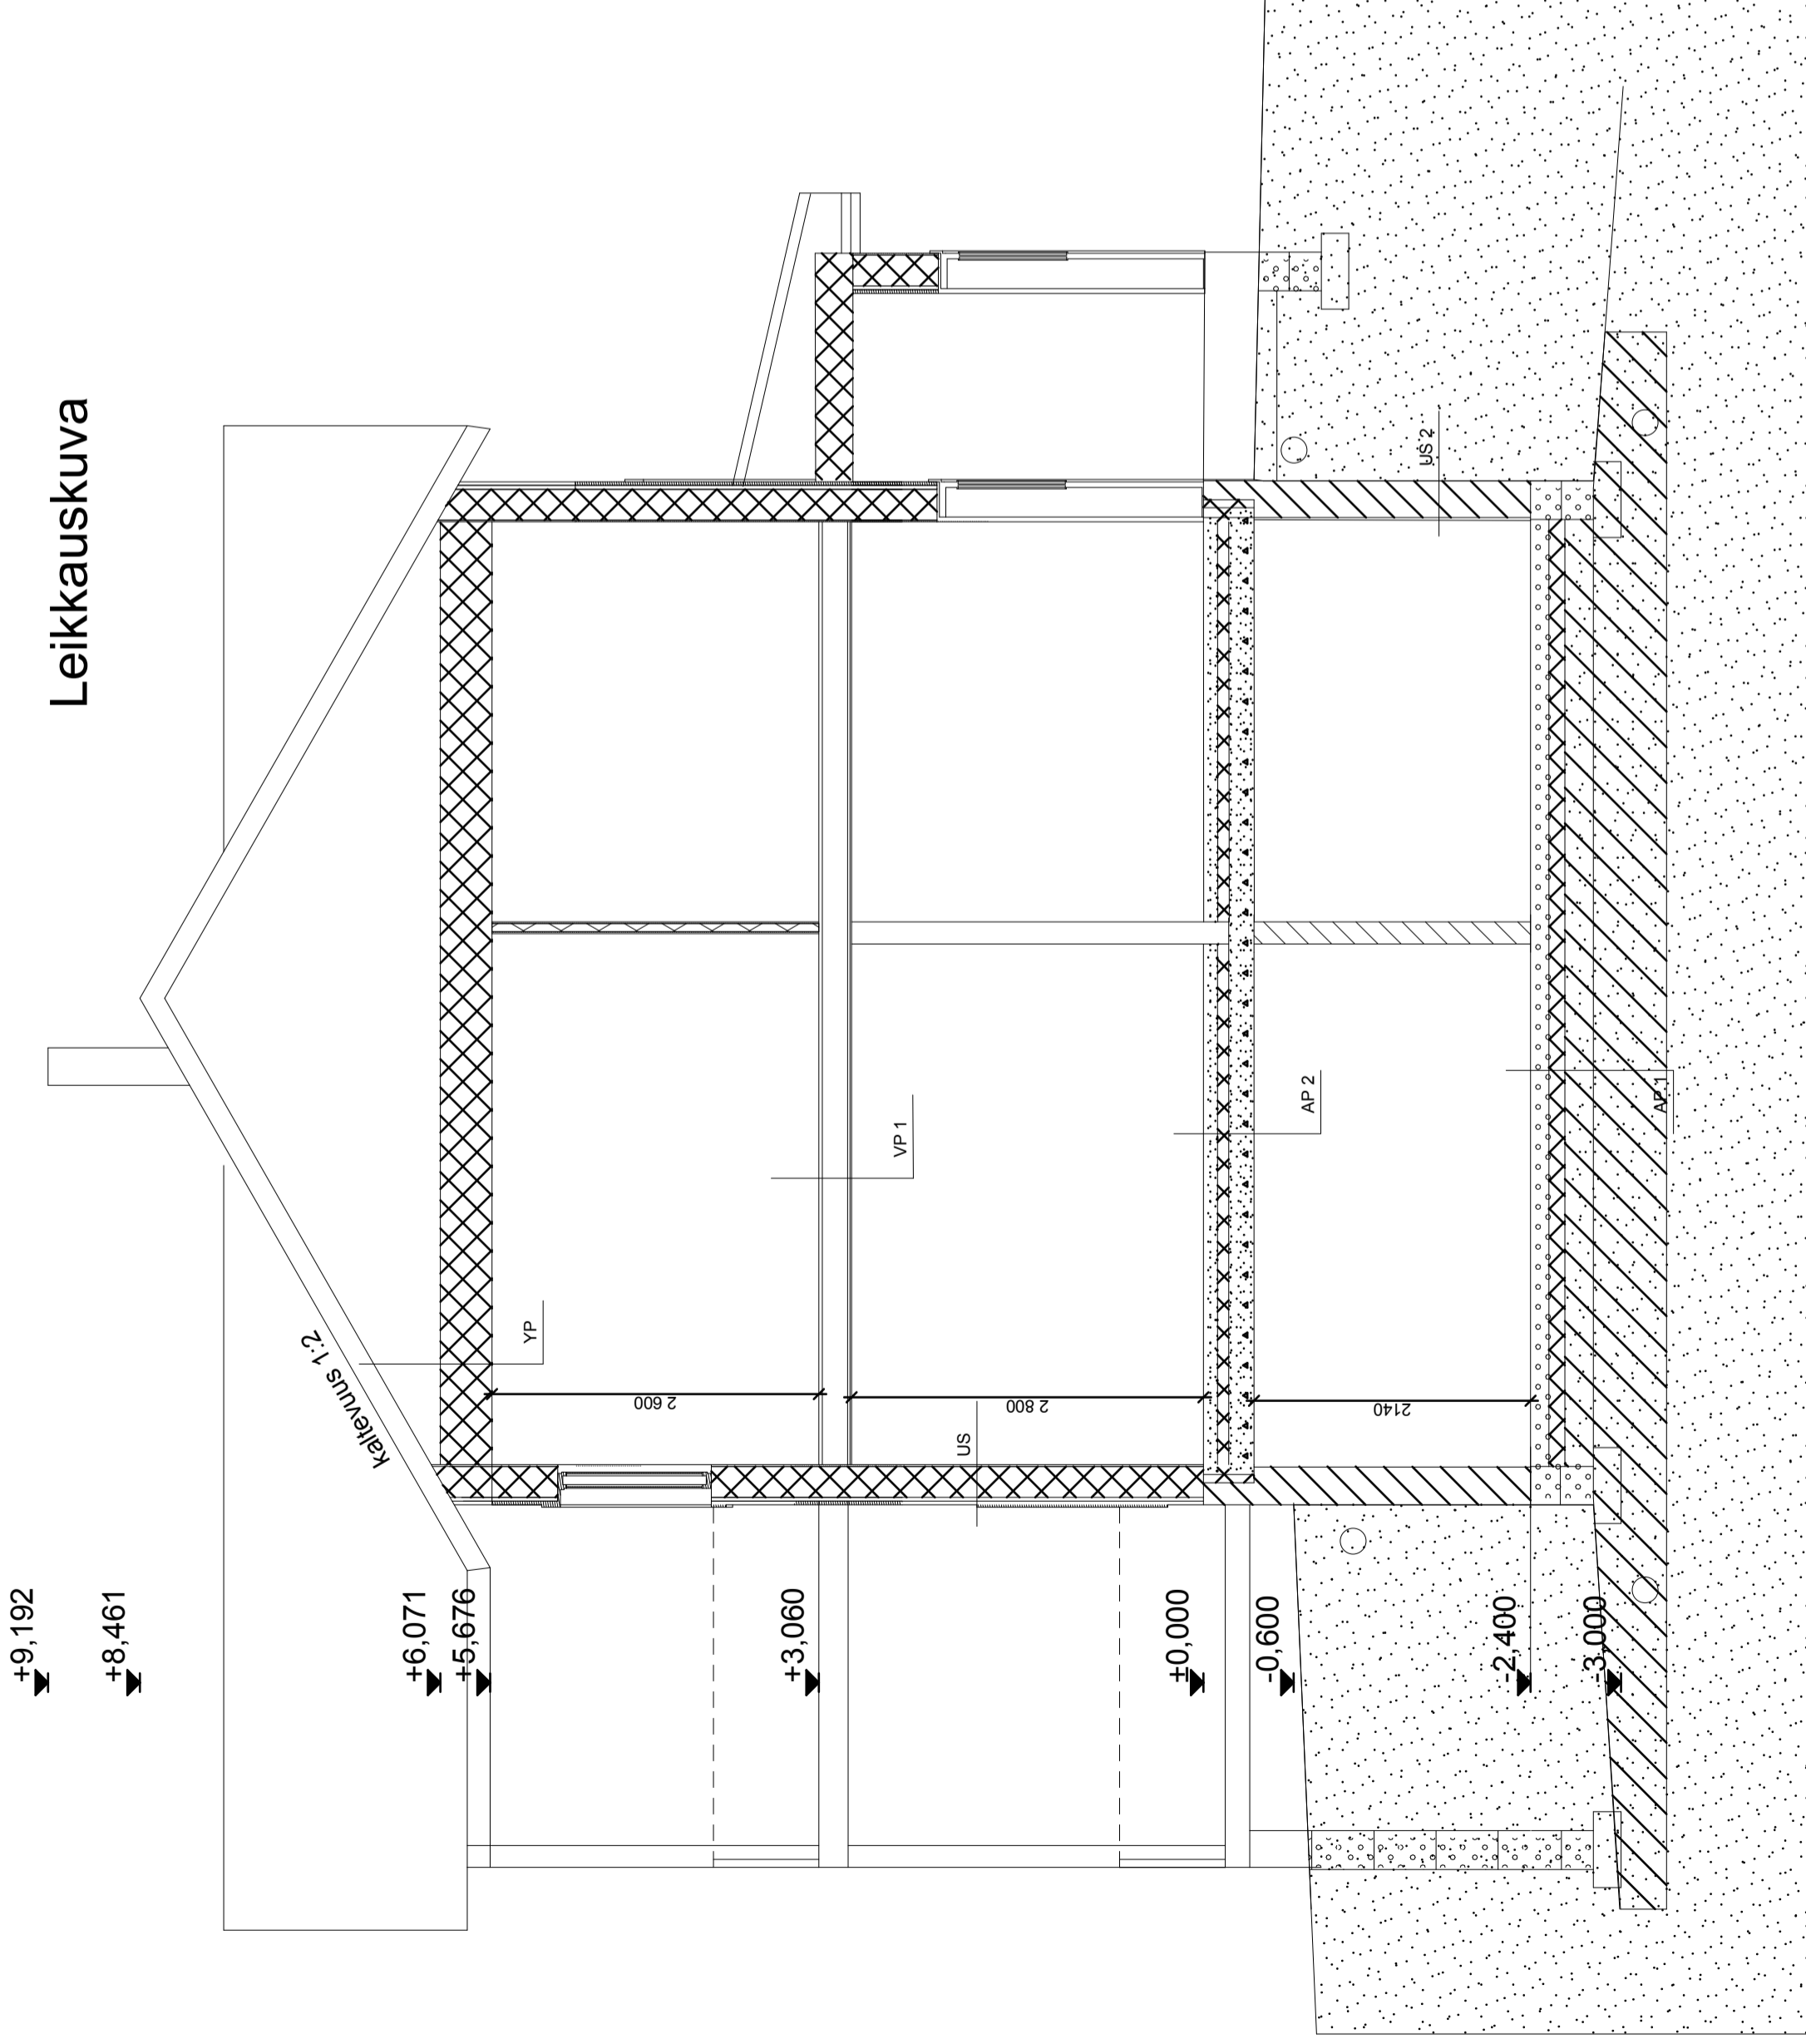 Leikkauskuva
+9,192
+8,461
+6,071
+5,676
+3,060
±0,000
-0,600
-2,400
-3,000
Kaltevuus 1:2
YP
2 600
VP 1
US
2 800
AP 2
2140
US 2
AP 1